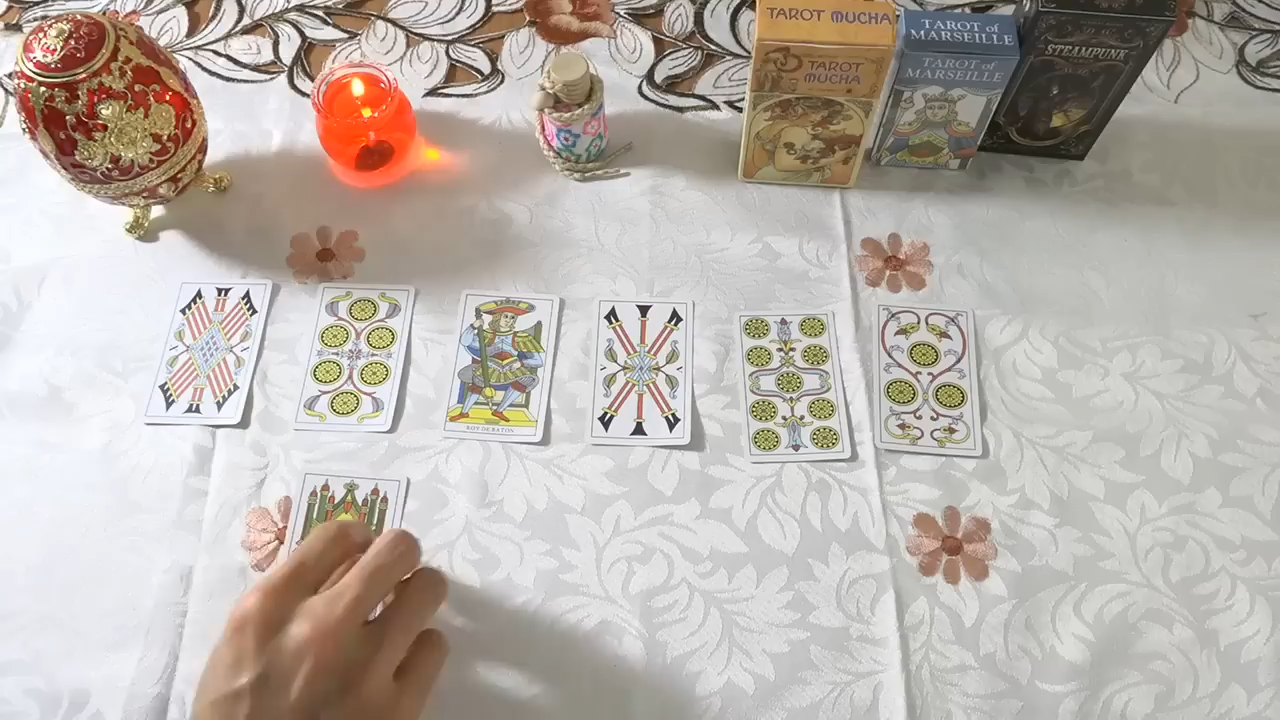 TAROT MUCHA
TAROT
MUCHA
TAROT of
MARSEILLE
TAROT of
MARSEILLE
STEAMPUNK
ROY DE BATON